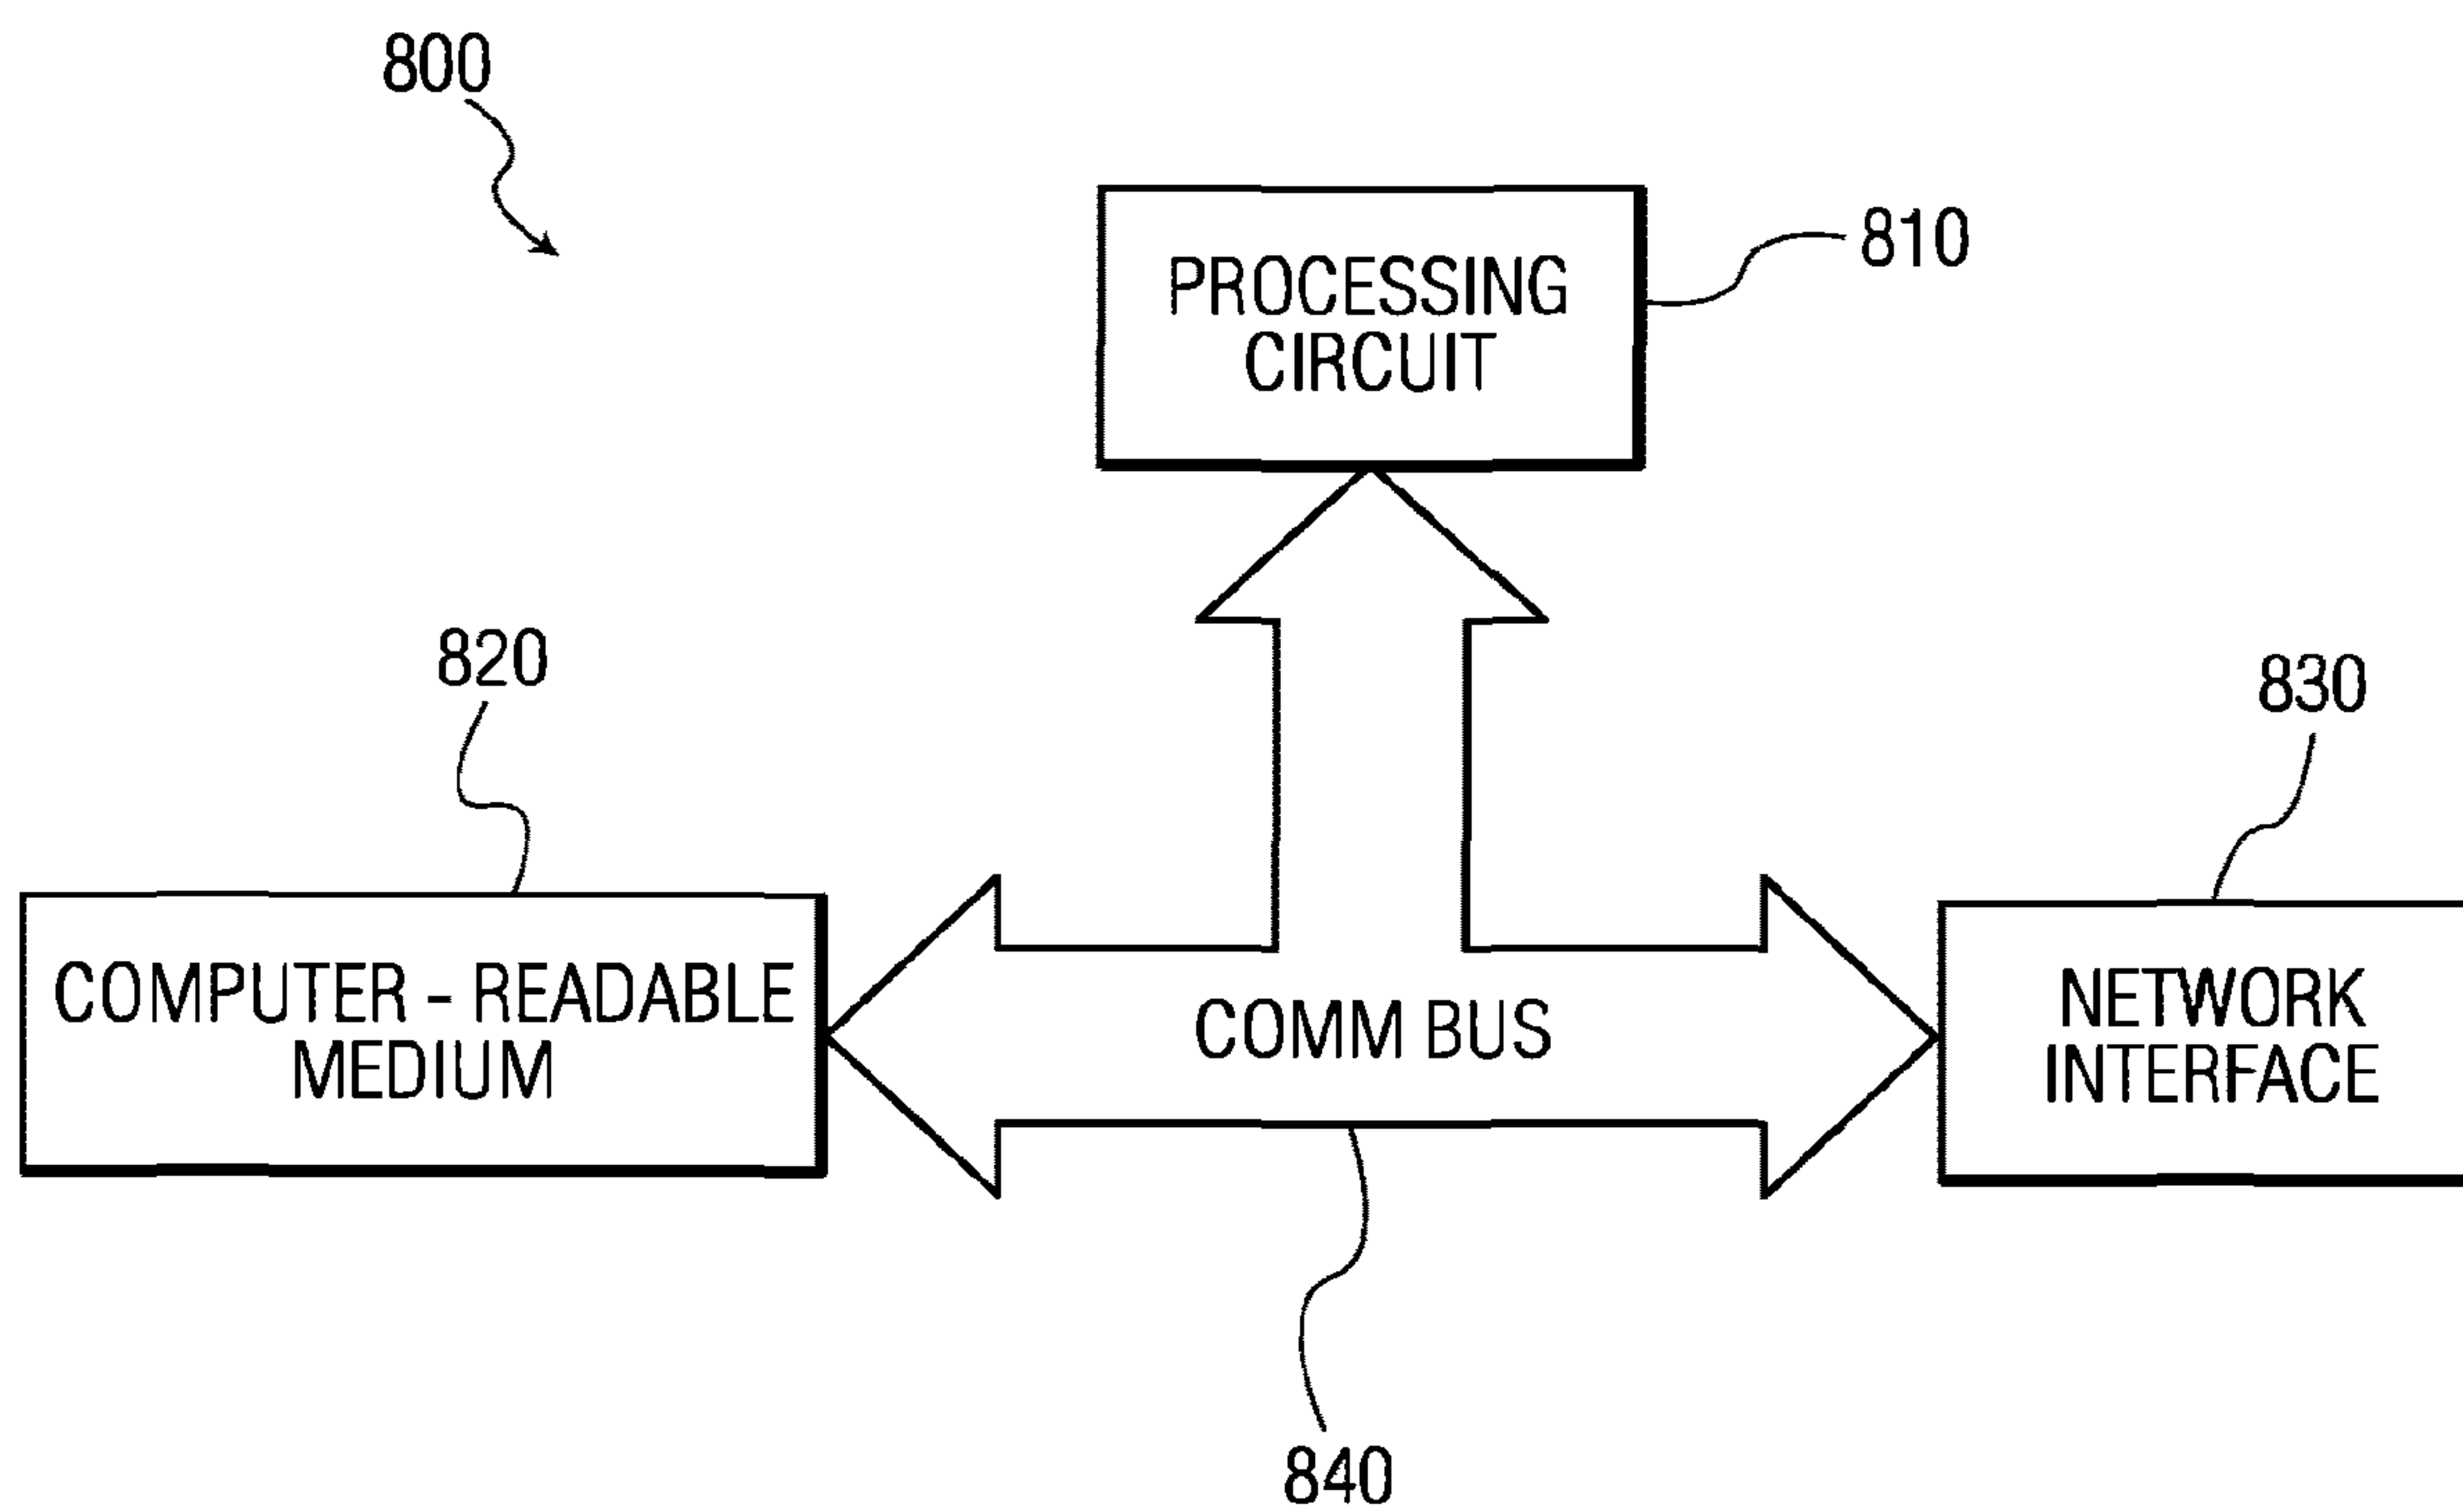 800
PROCESSING
CIRCUIT
810
820
830
COMPUTER - READABLE
MEDIUM
COMM BUS
NETWORK
INTERFACE
840